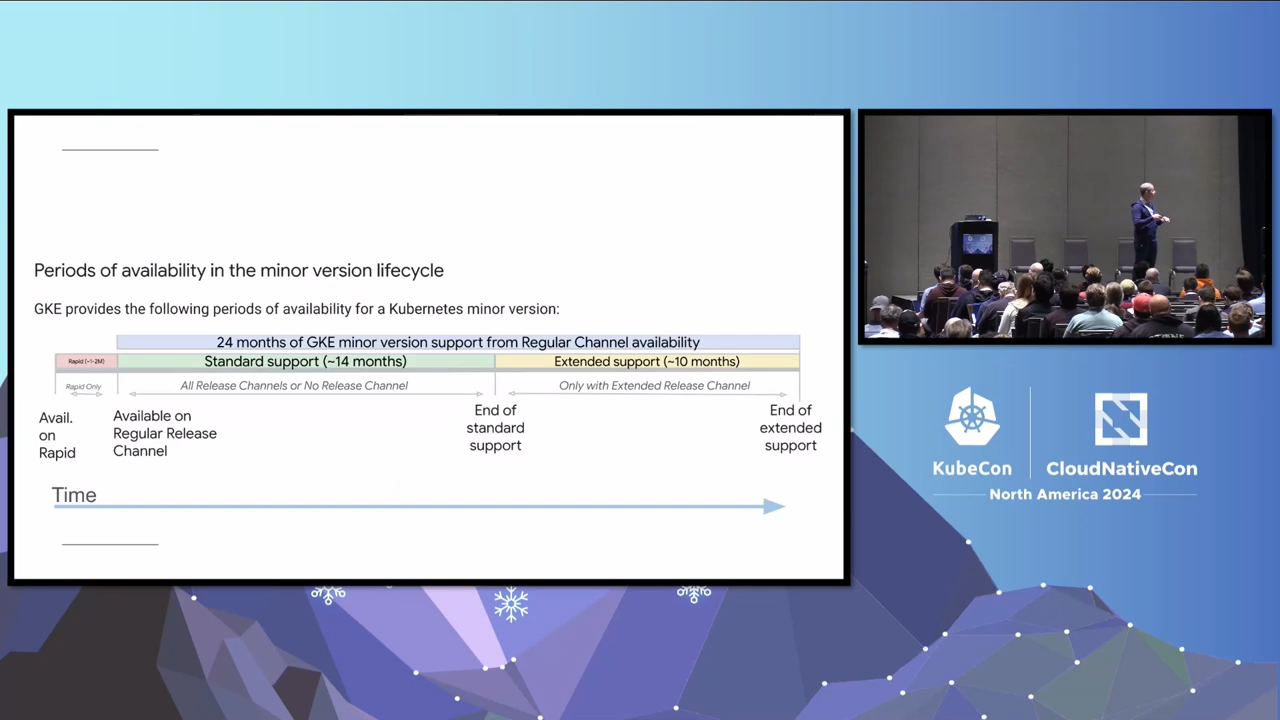 Periods of availability in the minor version lifecycle
GKE provides the following periods of availability for a Kubernetes minor version:
24 months of GKE minor version support from Regular Channel availability
Rapid (~1-2M)
Standard support (~14 months)
Extended support (~10 months)
Rapid Only
All Release Channels or No Release Channel
Only with Extended Release Channel
Avail.
on
Rapid
Available on
Regular Release
Channel
End of
standard
support
End of
extended
support
Time
KubeCon
CloudNativeCon
North America 2024